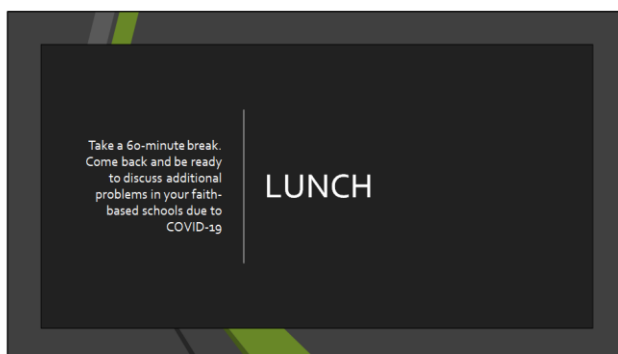 Take a 60-minute break.
Come back and be ready
to discuss additional
problems in your faith-
based schools due to
COVID-19
LUNCH